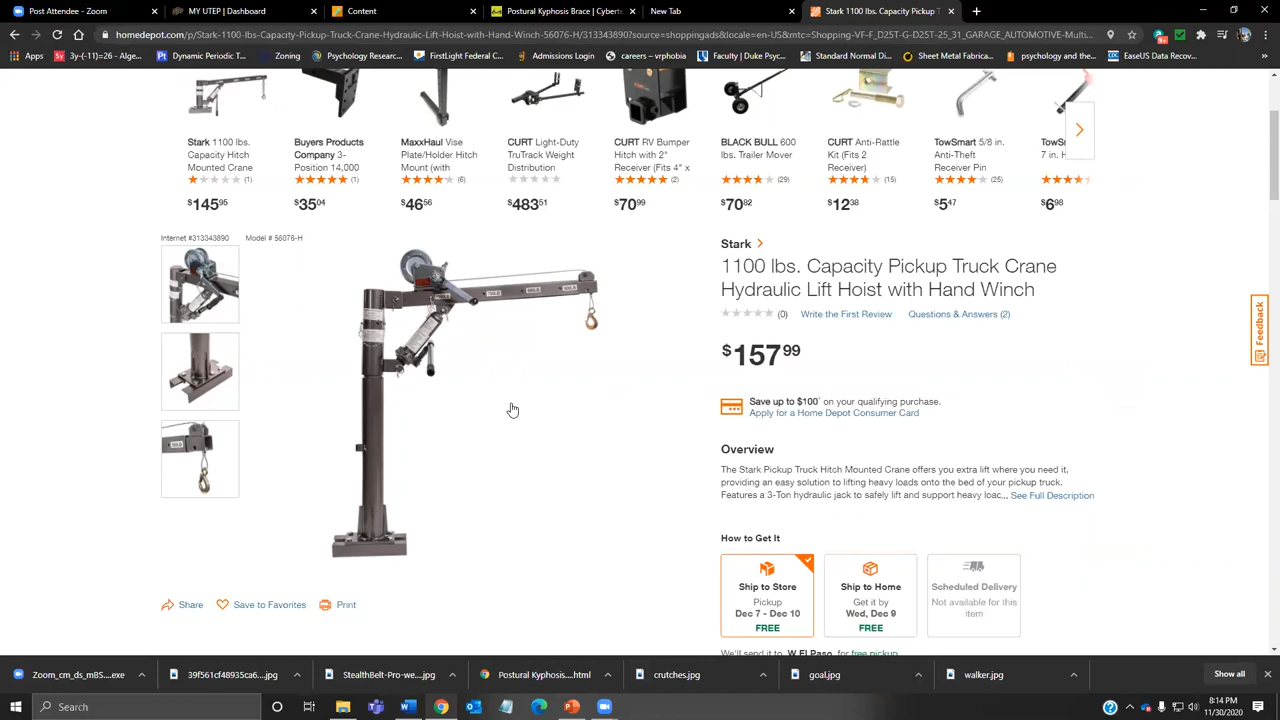 Attendance Post - Zoom
MY UTEP | Dashboard
Content
Postural Kyphosis Brace | Cybert
New Tab
Stark 1100 lbs. Capacity Pickup
homedepot.com/p/Stark-1100-lbs-Capacity-Pickup-Truck-Crane-Hydraulic-Lift-Hoist-with-Hand-Winch-56076-H/313343890?source=shoppingads&locale=en-US&mtc=Shopping-VF-F_D25T-G-D25T-25_31_GARAGE_AUTOMOTIVE-Multi...
Apps
3y-(-11)=26 - Alge...
Zoning
Psychology Resear...
FirstLight Federal C...
careers – vrphobia
Faculty | Duke Psyc...
Standard Normal Di...
Dynamic Periodic T...
psychology and the...
EaseUS Data Recov...
Stark 1100 lbs.
Capacity Hitch
Mounted Crane
(1)
$145 95
Buyers Products
Company 3-
Position 14,000
(1)
$35 04
MaxxHaul Vise
Plate/Holder Hitch
Mount (with
(6)
$46 56
CURT Light-Duty
TruTrack Weight
Distribution
$483 51
CURT RV Bumper
Hitch with 2"
Receiver (Fits 4" x
(2)
$70 99
BLACK BULL 600
lbs. Trailer Mover
(29)
$70 82
CURT Anti-Rattle
Kit (Fits 2
Receiver)
(15)
$12 38
TowSmart 5/8 in.
Anti-Theft
Receiver Pin
(25)
$5 47
7 in.
$6 98
Internet #313343890
Model # 56076-H
Stark
1100 lbs. Capacity Pickup Truck Crane
Hydraulic Lift Hoist with Hand Winch
(0)
Write the First Review
Questions & Answers (2)
$157 99
Save up to $100* on your qualifying purchase.
Apply for a Home Depot Consumer Card
Overview
The Stark Pickup Truck Hitch Mounted Crane offers you extra lift where you need it,
providing an easy solution to lifting heavy loads onto the bed of your pickup truck.
Features a 3-Ton hydraulic jack to safely lift and support heavy loac... See Full Description
How to Get It
Ship to Store
Pickup
Dec 7 - Dec 10
FREE
Ship to Home
Get it by
Wed, Dec 9
FREE
Scheduled Delivery
Not available for this
item
We'll send it to W El Paso for free pickup
Feedback
Share
Save to Favorites
Print
Zoom_cm_ds_mBS....exe
39f561cf48935ca6....jpg
StealthBelt-Pro-We....jpg
Postural Kyphosis....html
crutches.jpg
goal.jpg
walker.jpg
Show all
Search
8:14 PM
11/30/2020